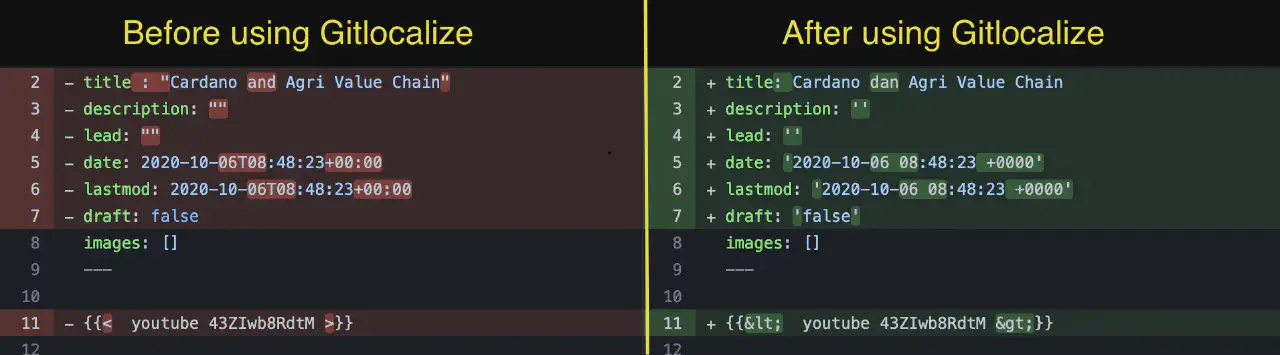 Before using Gitlocalize
2 - title : "Cardano and Agri Value Chain"
3 - description: ""
4 - lead: ""
5 - date: 2020-10-06T08:48:23+00:00
6 - lastmod: 2020-10-06T08:48:23+00:00
7 - draft: false
8 images: []
9 ---
10
11 - {{<  youtube 43ZIwb8RdtM >}}
12
After using Gitlocalize
2 + title: Cardano dan Agri Value Chain
3 + description: ''
4 + lead: ''
5 + date: '2020-10-06 08:48:23 +0000'
6 + lastmod: '2020-10-06 08:48:23 +0000'
7 + draft: 'false'
8 images: []
9 ---
10
11 + {{&lt;  youtube 43ZIwb8RdtM &gt;}}
12